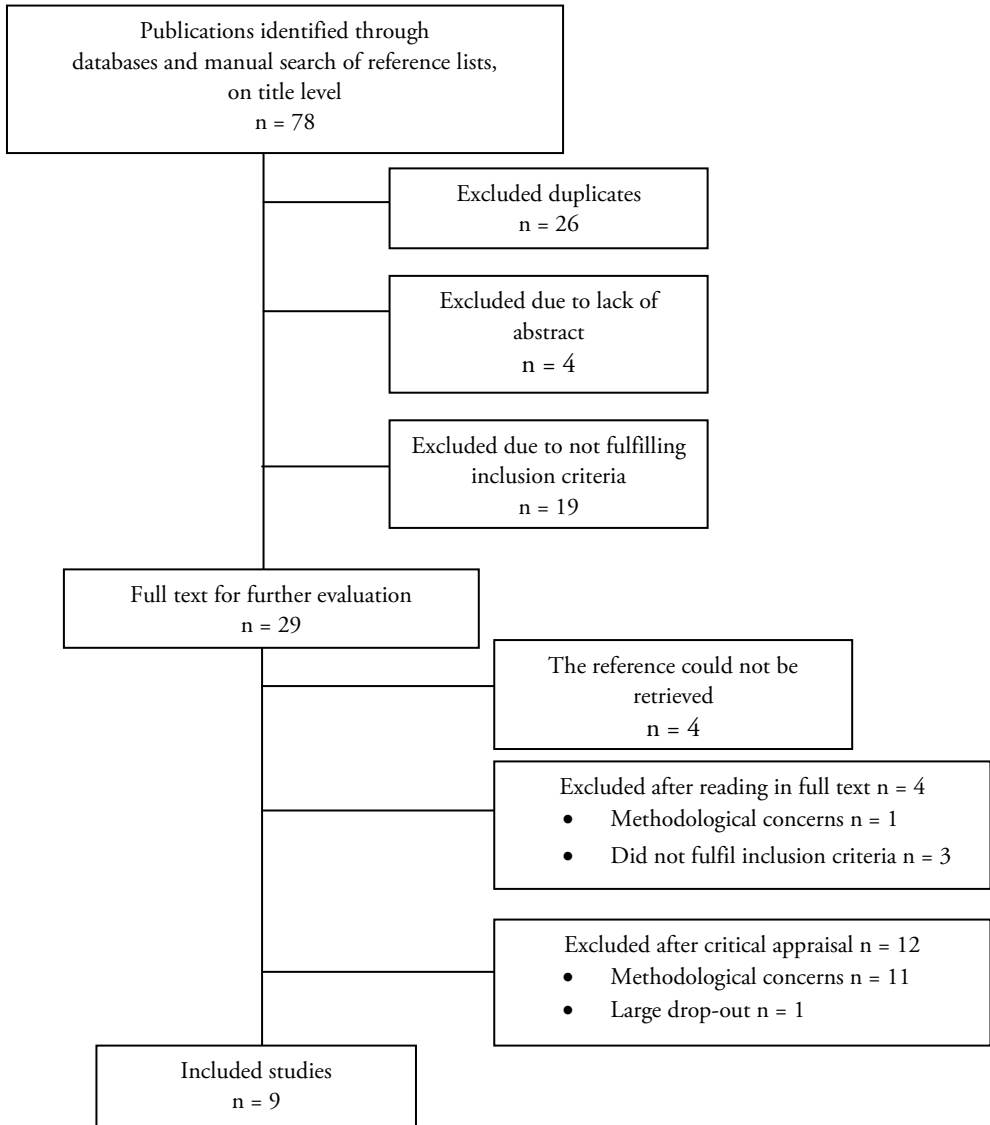 Publications identified through
databases and manual search of reference lists,
on title level
n = 78
Excluded duplicates
n = 26
Excluded due to lack of
abstract
n = 4
Excluded due to not fulfilling
inclusion criteria
n = 19
Full text for further evaluation
n = 29
The reference could not be
retrieved
n = 4
Excluded after reading in full text n = 4
• Methodological concerns n = 1
• Did not fulfil inclusion criteria n = 3
Excluded after critical appraisal n = 12
• Methodological concerns n = 11
• Large drop-out n = 1
Included studies
n = 9